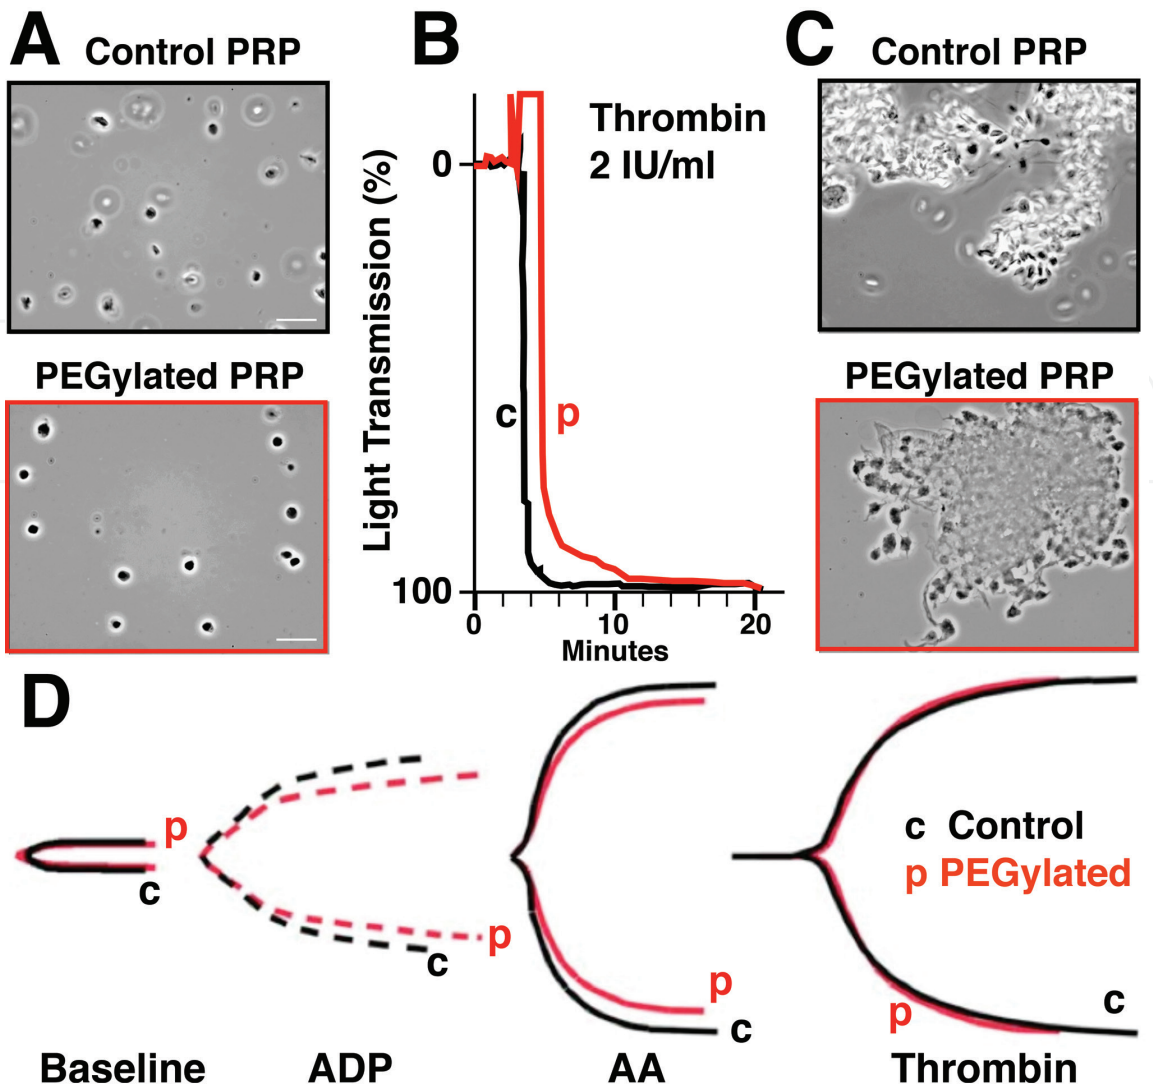 A
Control PRP
PEGylated PRP
B
Thrombin
2 IU/ml
Light Transmission (%)
0
100
c
p
0
10
20
Minutes
C
Control PRP
PEGylated PRP
D
p
c
p
c
p
c
c Control
p PEGylated
p
c
Baseline
ADP
AA
Thrombin